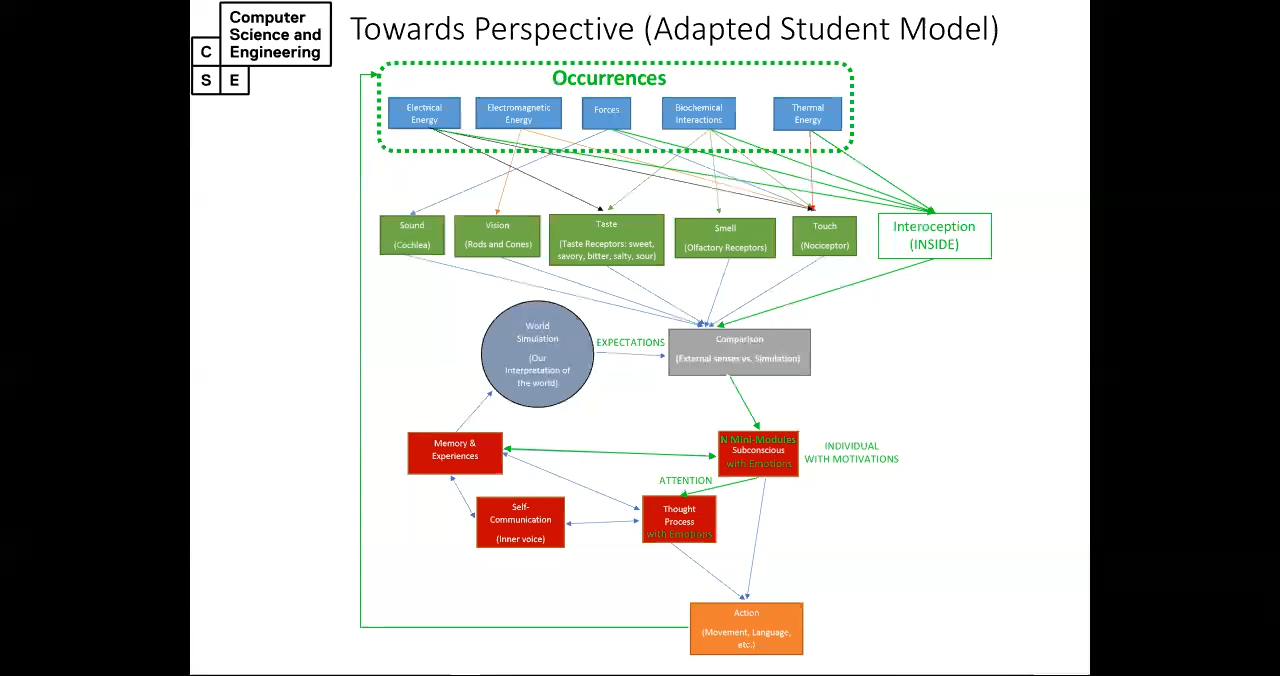 Computer
Science and
Engineering
C
S E
Towards Perspective (Adapted Student Model)
Occurrences
Electrical
Energy
Electromagnetic
Energy
Forces
Biochemical
Interactions
Thermal
Energy
Sound
(Cochlea)
Vision
(Rods and Cones)
Taste
(Taste Receptors: sweet,
savory, bitter, salty, sour)
Smell
(Olfactory Receptors)
Touch
(Nociceptor)
Interoception
(INSIDE)
World
Simulation
(Our
Interpretation of
the world)
EXPECTATIONS
Comparison
(External senses vs. Simulation)
Memory &
Experiences
N Mini-Modules
Subconscious
with Emotions
INDIVIDUAL
WITH MOTIVATIONS
ATTENTION
Self-
Communication
(Inner voice)
Thought
Process
with Emotions
Action
(Movement, Language,
etc.)